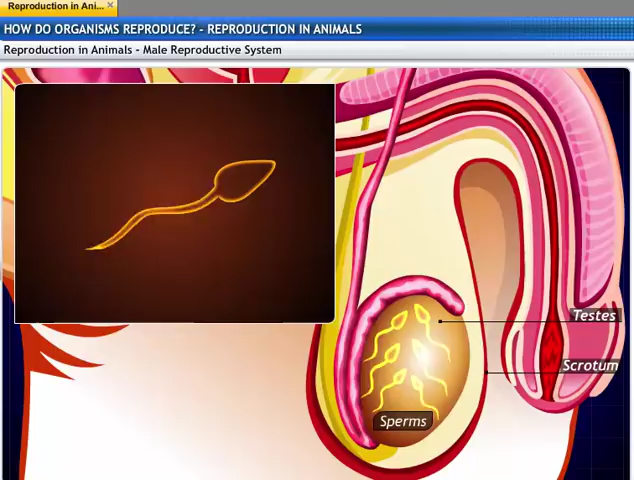 Reproduction in Ani...
HOW DO ORGANISMS REPRODUCE? - REPRODUCTION IN ANIMALS
Reproduction in Animals - Male Reproductive System
Testes
Scrotum
Sperms